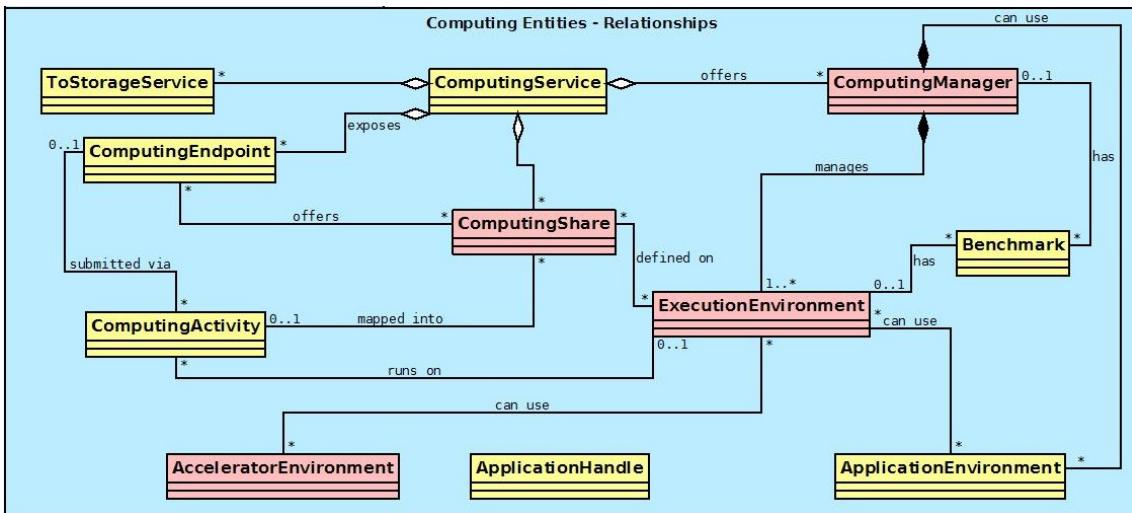 Computing Entities - Relationships
can use
ToStorageService
*
ComputingService
offers
*
ComputingManager
0..1
exposes
0..1
ComputingEndpoint
*
has
manages
*
offers
*
*
ComputingShare
*
*
Benchmark
*
defined on
*
has
submitted via
*
1..*
0..1
*
ExecutionEnvironment
*
ComputingActivity
0..1
mapped into
can use
*
0..1
*
runs on
can use
*
*
*
AcceleratorEnvironment
ApplicationHandle
ApplicationEnvironment